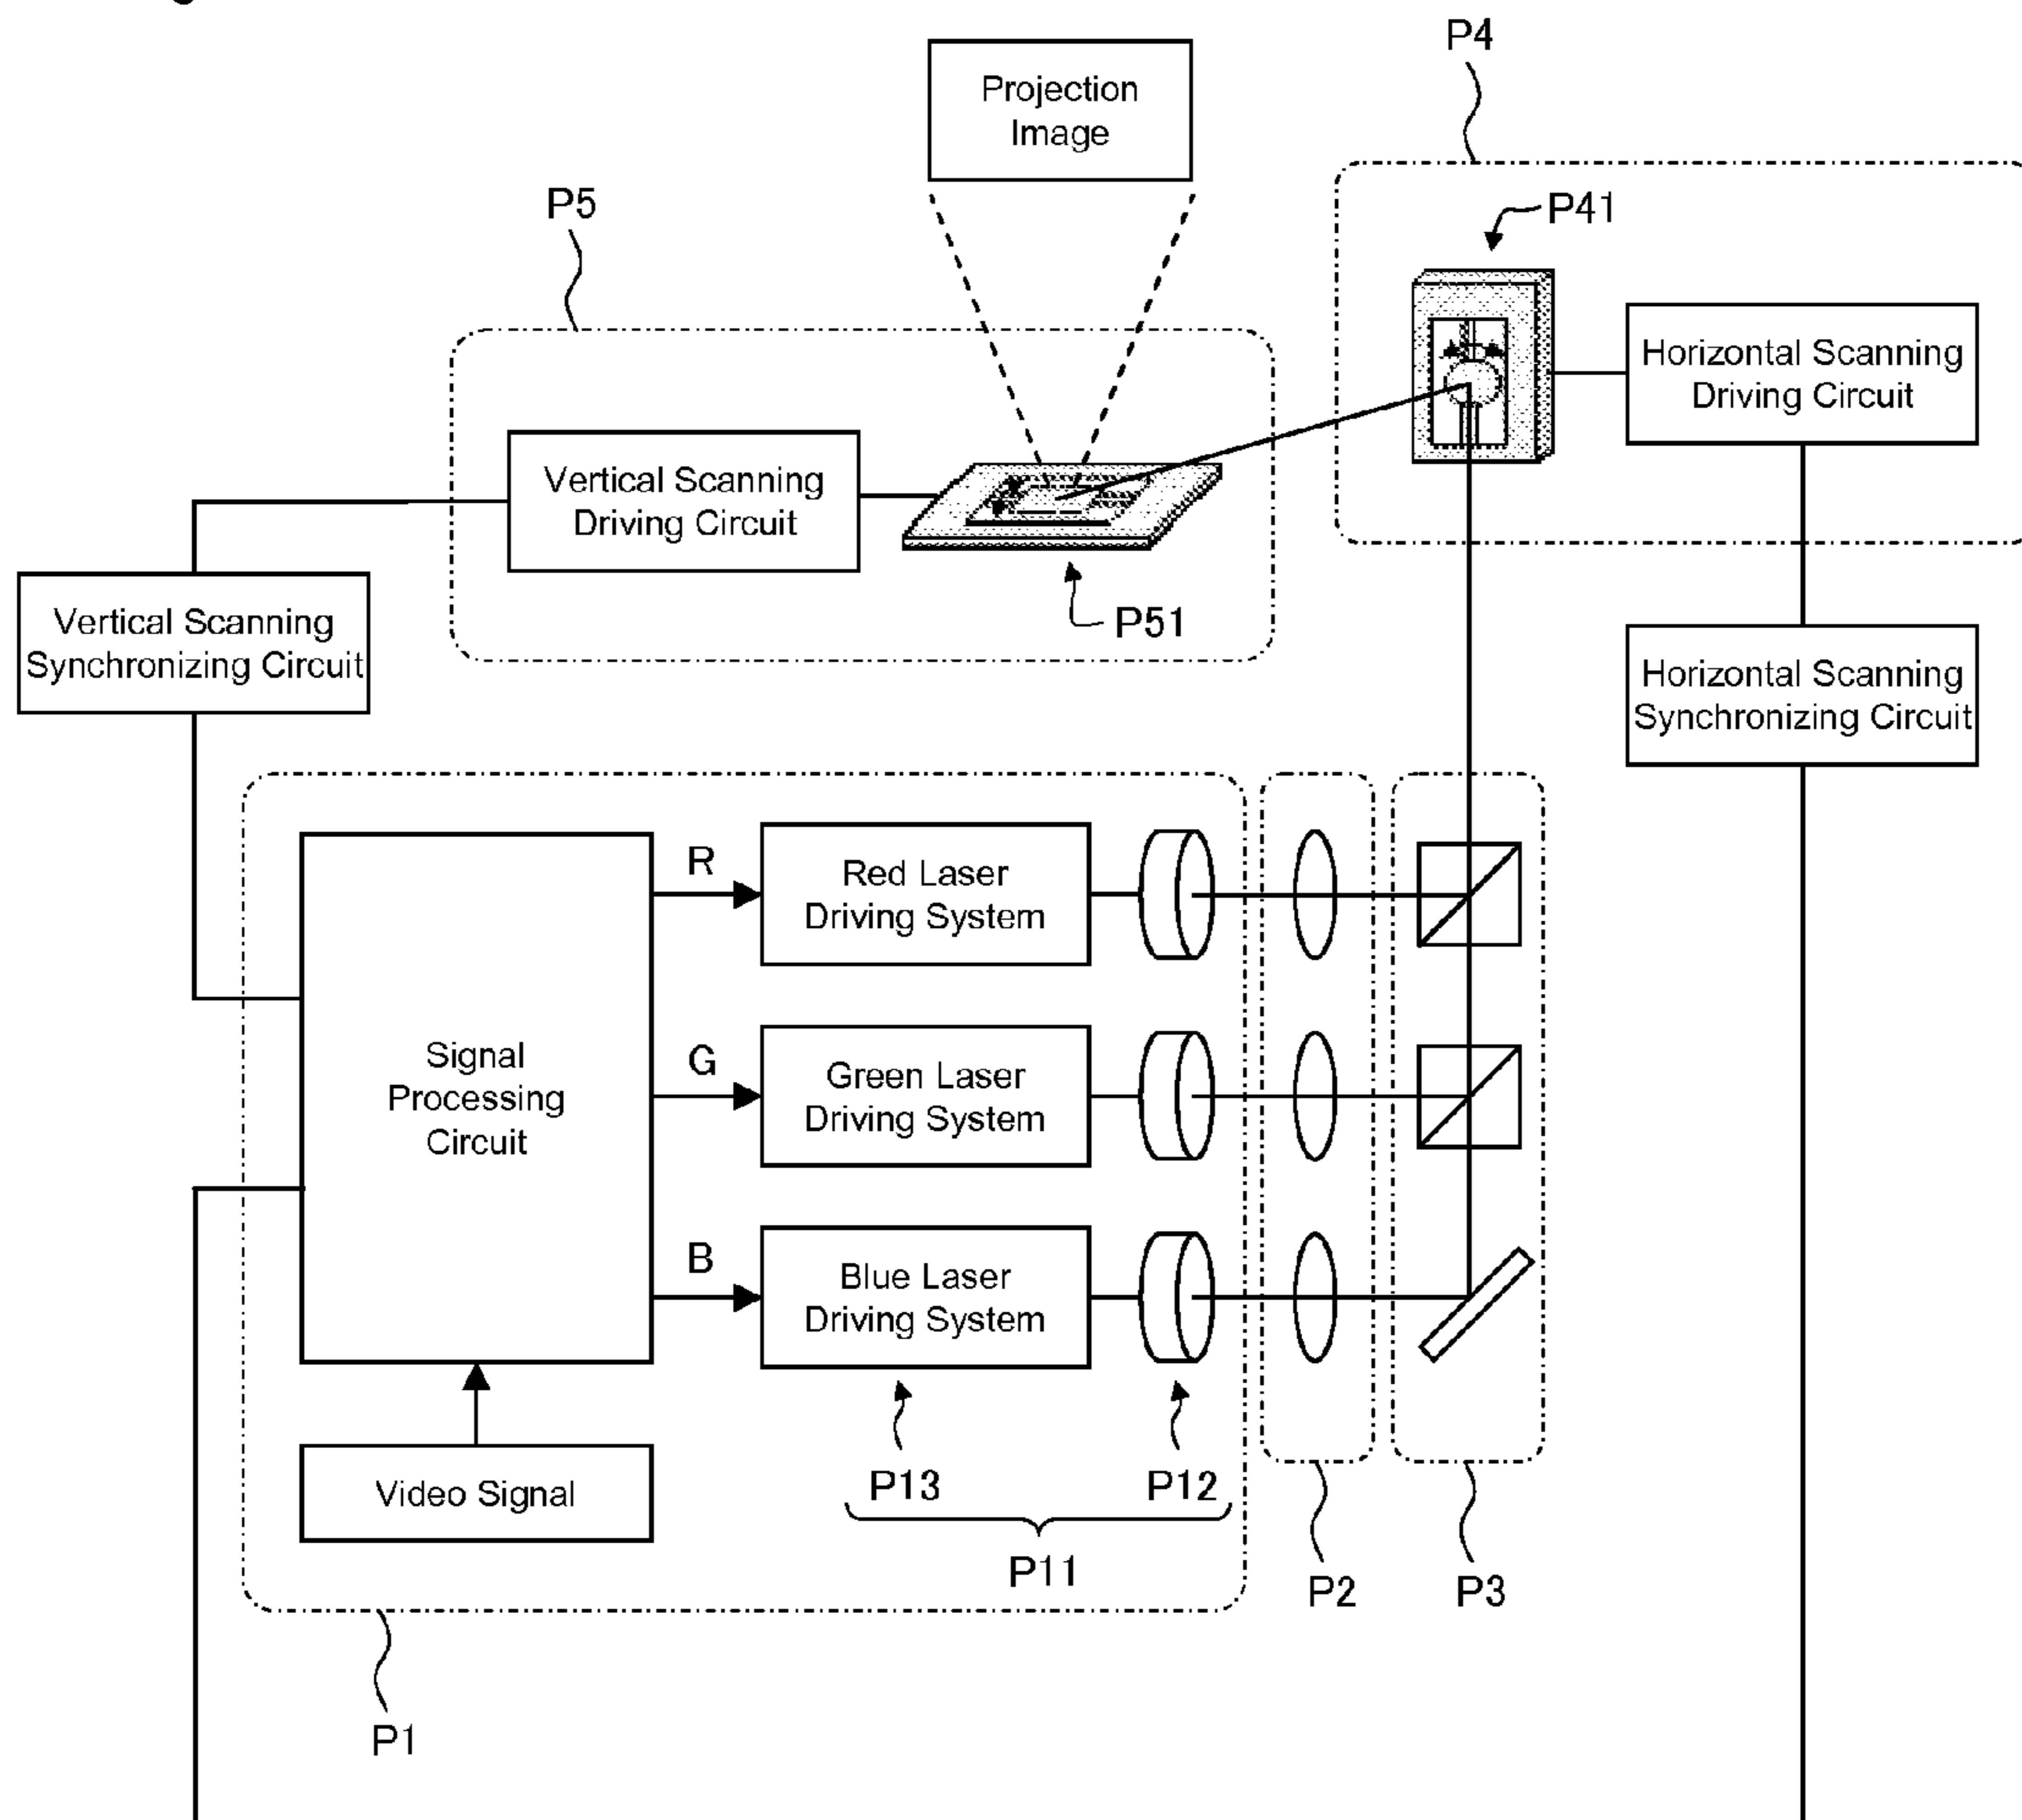 P4
Projection
Image
P5
P41
Horizontal Scanning
Driving Circuit
Vertical Scanning
Driving Circuit
P51
Vertical Scanning
Synchronizing Circuit
Horizontal Scanning
Synchronizing Circuit
R
Red Laser
Driving System
G
Green Laser
Driving System
Signal
Processing
Circuit
B
Blue Laser
Driving System
Video Signal
P13
P12
P11
P2
P3
P1